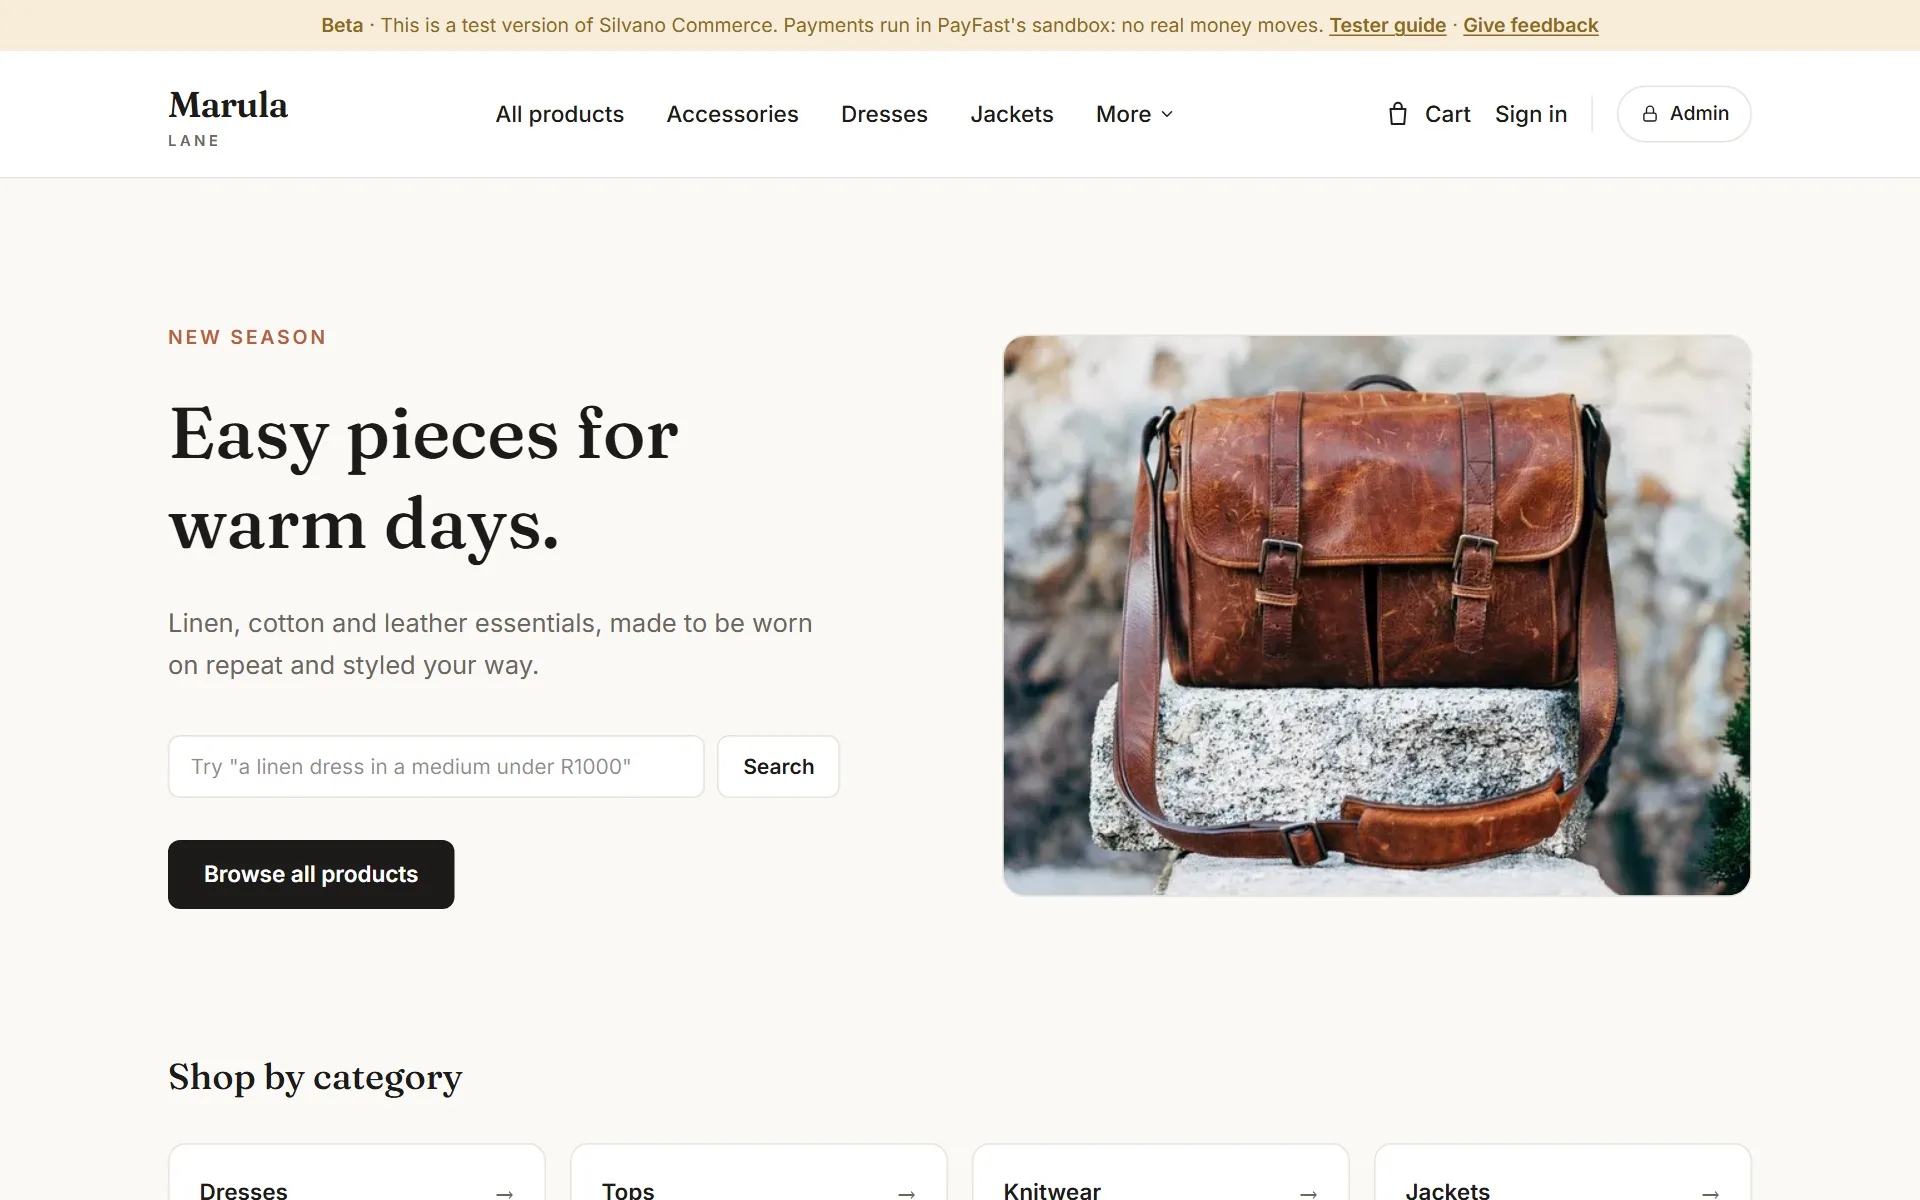 Beta · This is a test version of Silvano Commerce. Payments run in PayFast's sandbox: no real money moves. Tester guide · Give feedback
Marula
LANE
All products
Accessories
Dresses
Jackets
More
Cart
Sign in
Admin
NEW SEASON
Easy pieces for
warm days.
Linen, cotton and leather essentials, made to be worn
on repeat and styled your way.
Try "a linen dress in a medium under R1000"
Search
Browse all products
Shop by category
Dresses →
Tops →
Knitwear →
Jackets →